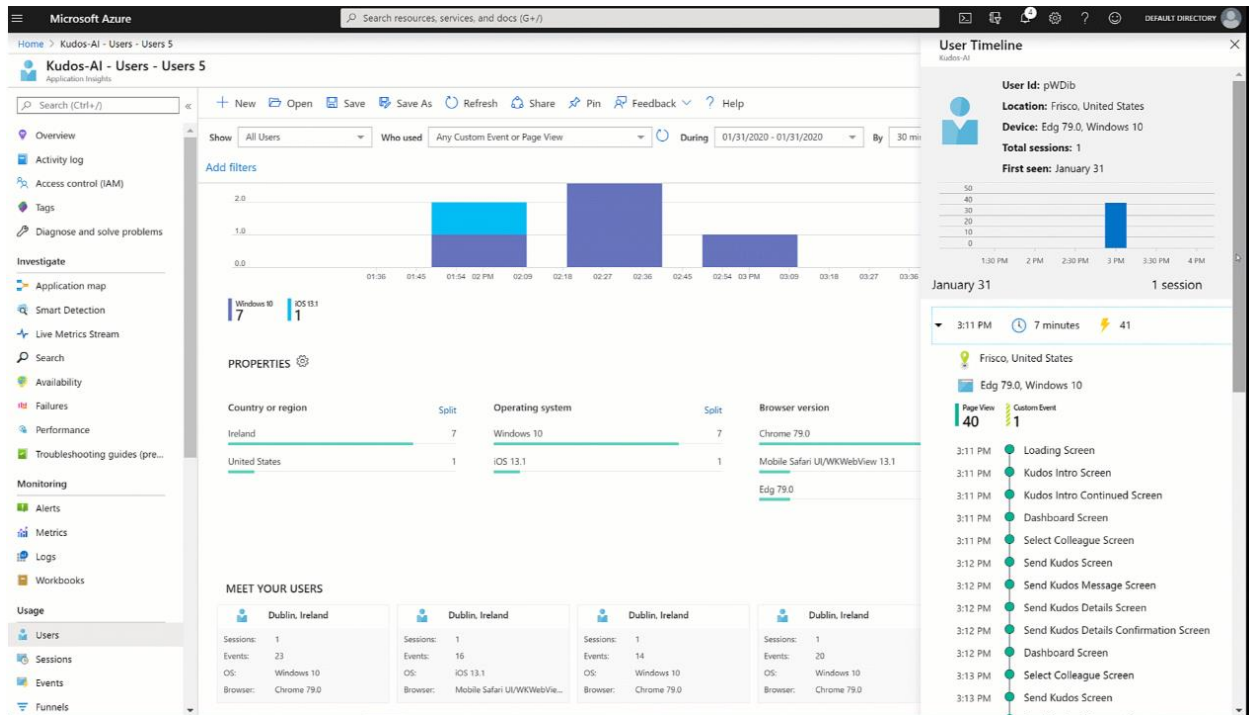 Microsoft Azure
Search resources, services, and docs (G+/)
4
DEFAULT DIRECTORY
Home > Kudos-AI - Users - Users 5
Kudos-AI - Users - Users 5
Application Insights
Search (Ctrl+/)
Overview
Activity log
Access control (IAM)
Tags
Diagnose and solve problems
Investigate
Application map
Smart Detection
Live Metrics Stream
Search
Availability
Failures
Performance
Troubleshooting guides (pre...
Monitoring
Alerts
Metrics
Logs
Workbooks
Usage
Users
Sessions
Events
Funnels
New Open Save Save As Refresh Share Pin Feedback Help
Show All Users Who used Any Custom Event or Page View During 01/31/2020 - 01/31/2020 By 30
Add filters
2.0
1.0
0.0
01:36 01:45 01:54 02 PM 02:09 02:18 02:27 02:36 02:45 02:54 03 PM 03:09 03:18 03:27 03:36
Windows 10
7
iOS 13.1
1
PROPERTIES
Country or region Split
Ireland 7
United States 1
Operating system Split
Windows 10 7
iOS 13.1 1
Browser version
Chrome 79.0
Mobile Safari UI/WKWebView 13.1
Edg 79.0
MEET YOUR USERS
Dublin, Ireland
Sessions: 1
Events: 23
OS: Windows 10
Browser: Chrome 79.0
Dublin, Ireland
Sessions: 1
Events: 16
OS: iOS 13.1
Browser: Mobile Safari UI/WKWebVie...
Dublin, Ireland
Sessions: 1
Events: 14
OS: Windows 10
Browser: Chrome 79.0
Dublin, Ireland
Sessions: 1
Events: 20
OS: Windows 10
Browser: Chrome 79.0
User Timeline
Kudos-AI
User Id: pWDib
Location: Frisco, United States
Device: Edg 79.0, Windows 10
Total sessions: 1
First seen: January 31
50
40
30
20
10
0
1:30 PM 2 PM 2:30 PM 3 PM 3:30 PM 4 PM
January 31 1 session
3:11 PM 7 minutes 41
Frisco, United States
Edg 79.0, Windows 10
Page View
40
Custom Event
1
3:11 PM Loading Screen
3:11 PM Kudos Intro Screen
3:11 PM Kudos Intro Continued Screen
3:11 PM Dashboard Screen
3:11 PM Select Colleague Screen
3:12 PM Send Kudos Screen
3:12 PM Send Kudos Message Screen
3:12 PM Send Kudos Details Screen
3:12 PM Send Kudos Details Confirmation Screen
3:12 PM Dashboard Screen
3:13 PM Select Colleague Screen
3:13 PM Send Kudos Screen